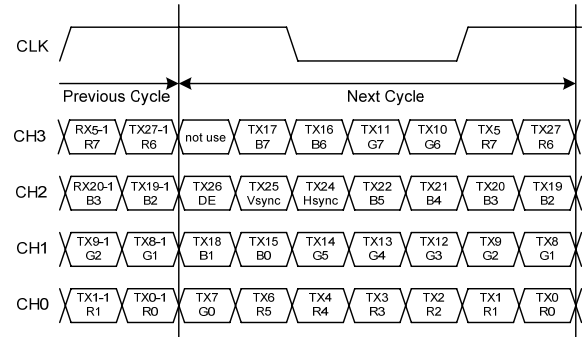 CLK
Previous Cycle Next Cycle
CH3 RX5-1 TX27-1 not use TX17 TX16 TX11 TX10 TX5 TX27
R7 R6 B7 B6 G7 G6 R7 R6
CH2 RX20-1 TX19-1 TX26 TX25 TX24 TX22 TX21 TX20 TX19
B3 B2 DE Vsync Hsync B5 B4 B3 B2
CH1 TX9-1 TX8-1 TX18 TX15 TX14 TX13 TX12 TX9 TX8
G2 G1 B1 B0 G5 G4 G3 G2 G1
CH0 TX1-1 TX0-1 TX7 TX6 TX4 TX3 TX2 TX1 TX0
R1 R0 G0 R5 R4 R3 R2 R1 R0